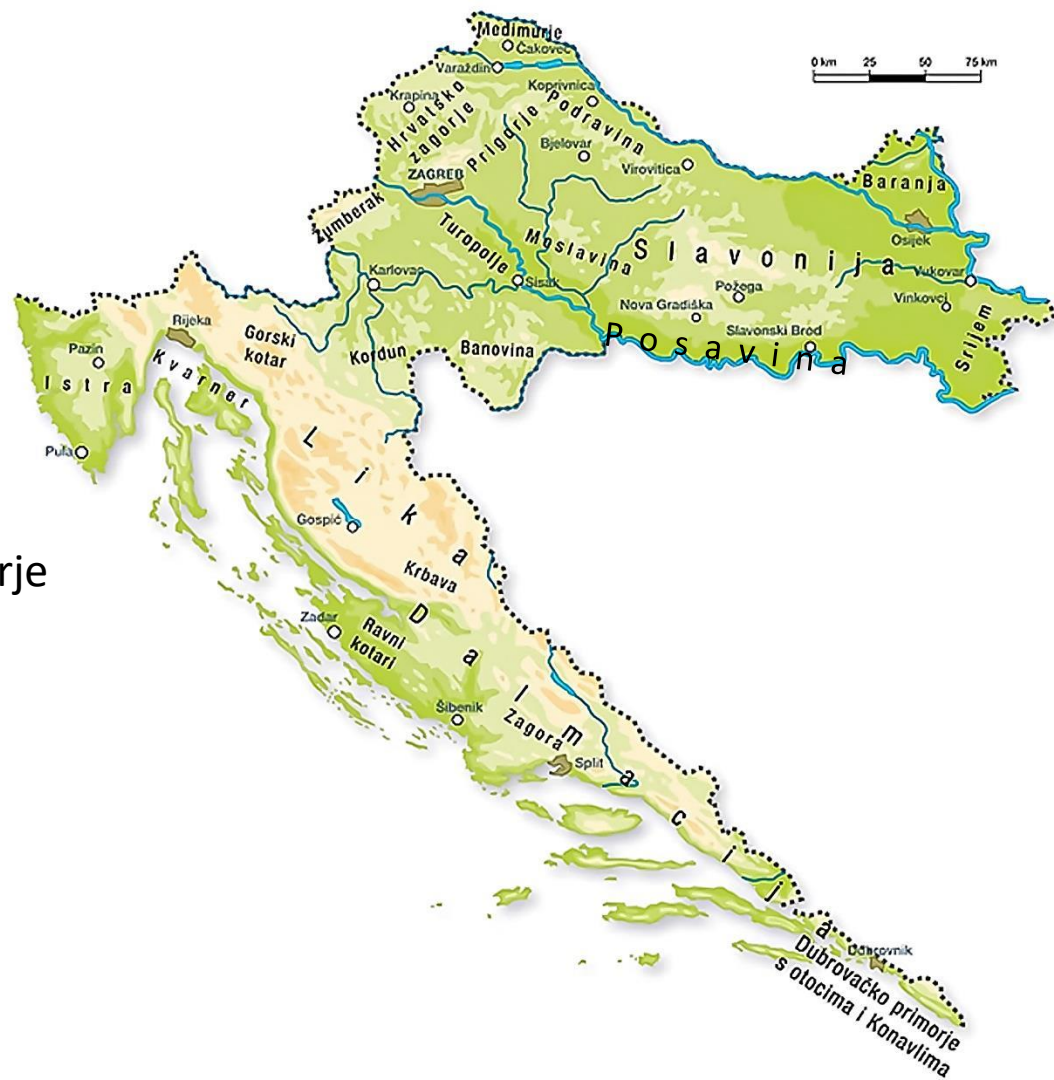 Međimurje
Čakovec
Varaždin
0 km 25 50 75 km
Koprivnica
Krapina
Hrvatsko
zagorje
Prigorje
Podravina
Bjelovar
Virovitica
ZAGREB
Baranja
Žumberak
Osijek
Turopolje
Moslavina
Slavonija
Karlovac
Sisak
Vukovar
Požega
Nova Gradiška
Vinkovci
Rijeka
Slavonski Brod
Gorski
kotar
Kordun
Banovina
Posavina
Srijem
Pazin
Istra
Kvarner
Pula
Lika
Gospić
rje
Krbava
Dalmacija
Zadar
Ravni
kotari
Šibenik
Zagora
Split
Dubrovnik
Dubrovačko primorje
s otocima i Konavlima